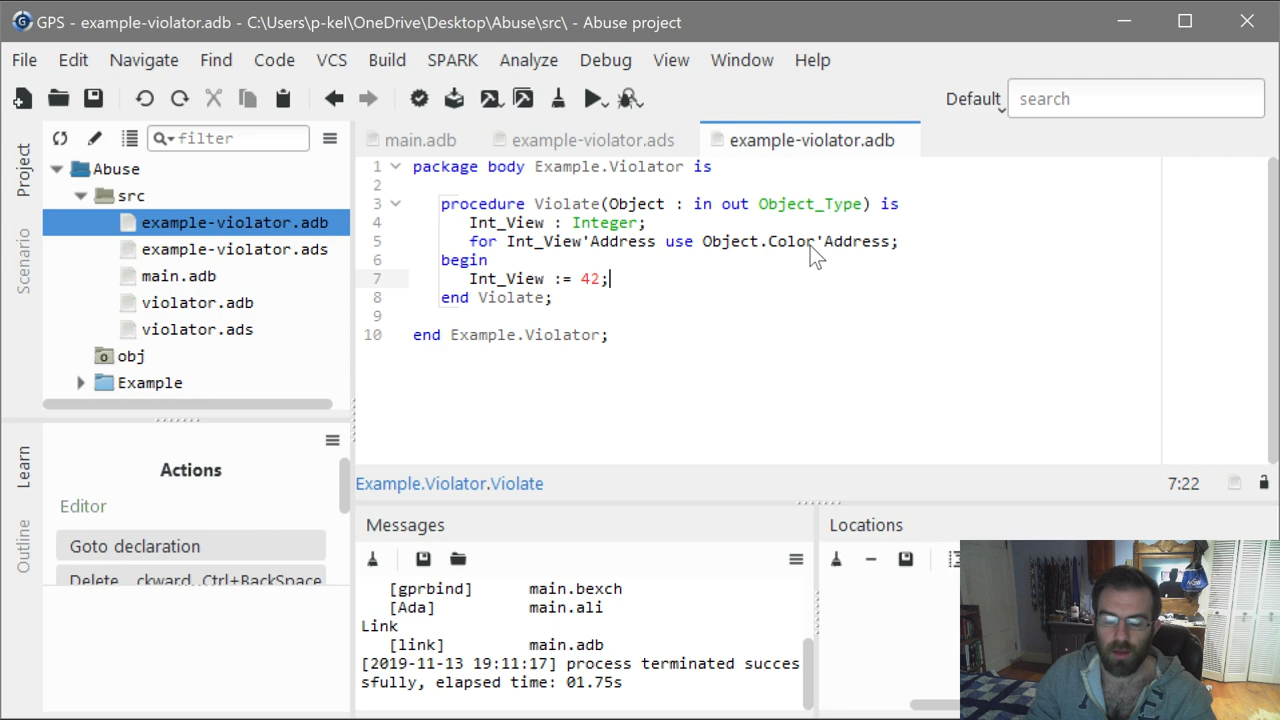 GPS - example-violator.adb - C:\Users\p-kel\OneDrive\Desktop\Abuse\src\ - Abuse project
File Edit Navigate Find Code VCS Build SPARK Analyze Debug View Window Help
Default
search
Project
Scenario
filter
Abuse
src
example-violator.adb
example-violator.ads
main.adb
violator.adb
violator.ads
obj
Example
main.adb example-violator.ads example-violator.adb
1 package body Example.Violator is
2
3 procedure Violate(Object : in out Object_Type) is
4 Int_View : Integer;
5 for Int_View'Address use Object.Color'Address;
6 begin
7 Int_View := 42;
8 end Violate;
9
10 end Example.Violator;
Example.Violator.Violate
7:22
Learn
Outline
Actions
Editor
Goto declaration
Delete ckward, Ctrl+BackSpace
Messages
[gprbind] main.bexch
[Ada] main.ali
Link
[link] main.adb
[2019-11-13 19:11:17] process terminated succes
sfully, elapsed time: 01.75s
Locations